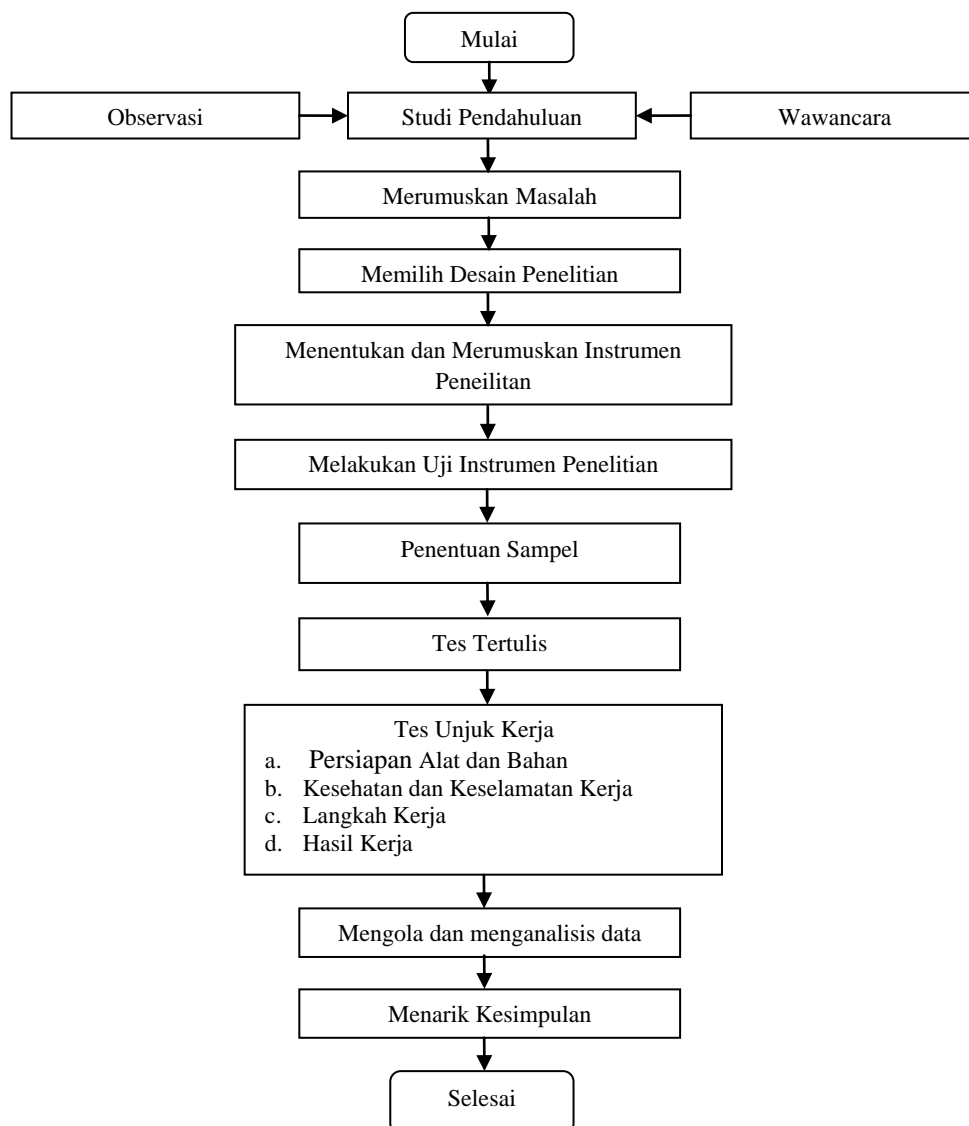 Mulai
Observasi
Studi Pendahuluan
Wawancara
Merumuskan Masalah
Memilih Desain Penelitian
Menentukan dan Merumuskan Instrumen
Peneilitan
Melakukan Uji Instrumen Penelitian
Penentuan Sampel
Tes Tertulis
Tes Unjuk Kerja
a. Persiapan Alat dan Bahan
b. Kesehatan dan Keselamatan Kerja
c. Langkah Kerja
d. Hasil Kerja
Mengola dan menganalisis data
Menarik Kesimpulan
Selesai